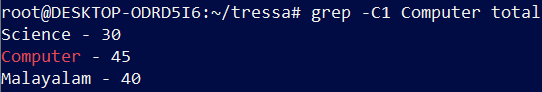 root@DESKTOP-ODRD5I6:~/tressa# grep -C1 Computer total
Science - 30
Computer - 45
Malayalam - 40